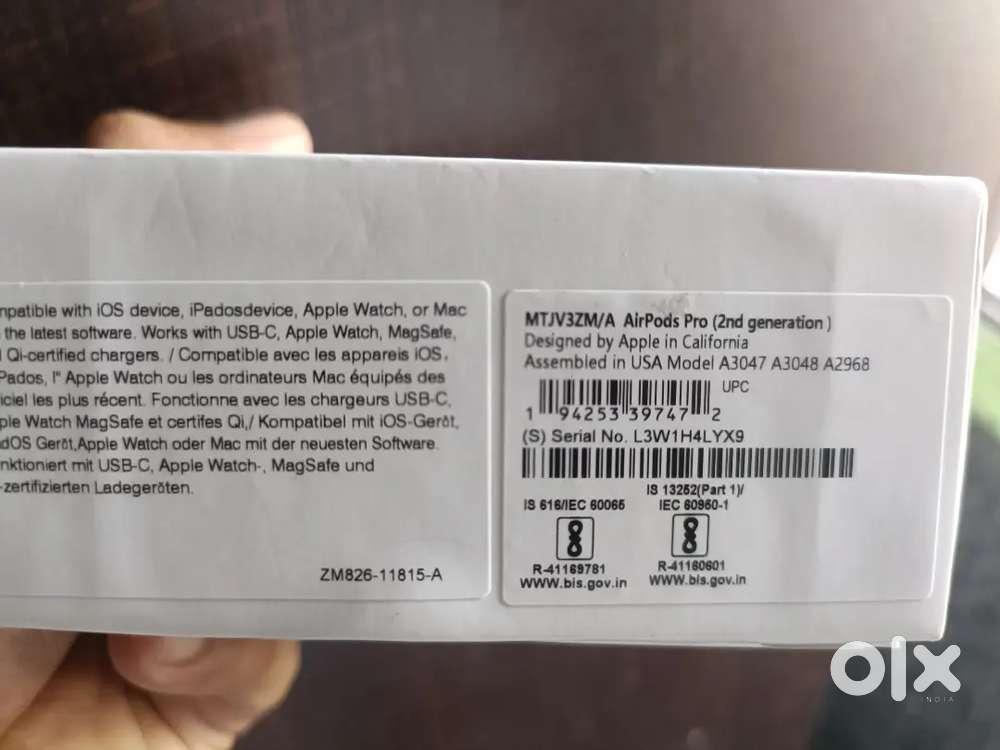 mpatible with iOS device, iPadosdevice, Apple Watch, or Mac
the latest software. Works with USB-C, Apple Watch, MagSafe,
Qi-certified chargers. / Compatible avec les appareis iOS,
Pados, l" Apple Watch ou les ordinateurs Mac équipés des
ciel les plus récent. Fonctionne avec les chargeurs USB-C,
ple Watch MagSafe et certifes Qi,/ Kompatibel mit iOS-Gerät,
adOS Gerät,Apple Watch oder Mac mit der neuesten Software.
nktioniert mit USB-C, Apple Watch-, MagSafe und
-zertifizierten Ladegeräten.
ZM826-11815-A
MTJV3ZM/A AirPods Pro (2nd generation)
Designed by Apple in California
Assembled in USA Model A3047 A3048 A2968
UPC
1 94253 39747 2
(S) Serial No. L3W1H4LYX9
IS 616/IEC 60065
IS 13252(Part 1)/
IEC 60950-1
R-41169781
www.bis.gov.in
R-41160601
www.bis.gov.in
olx
INDIA